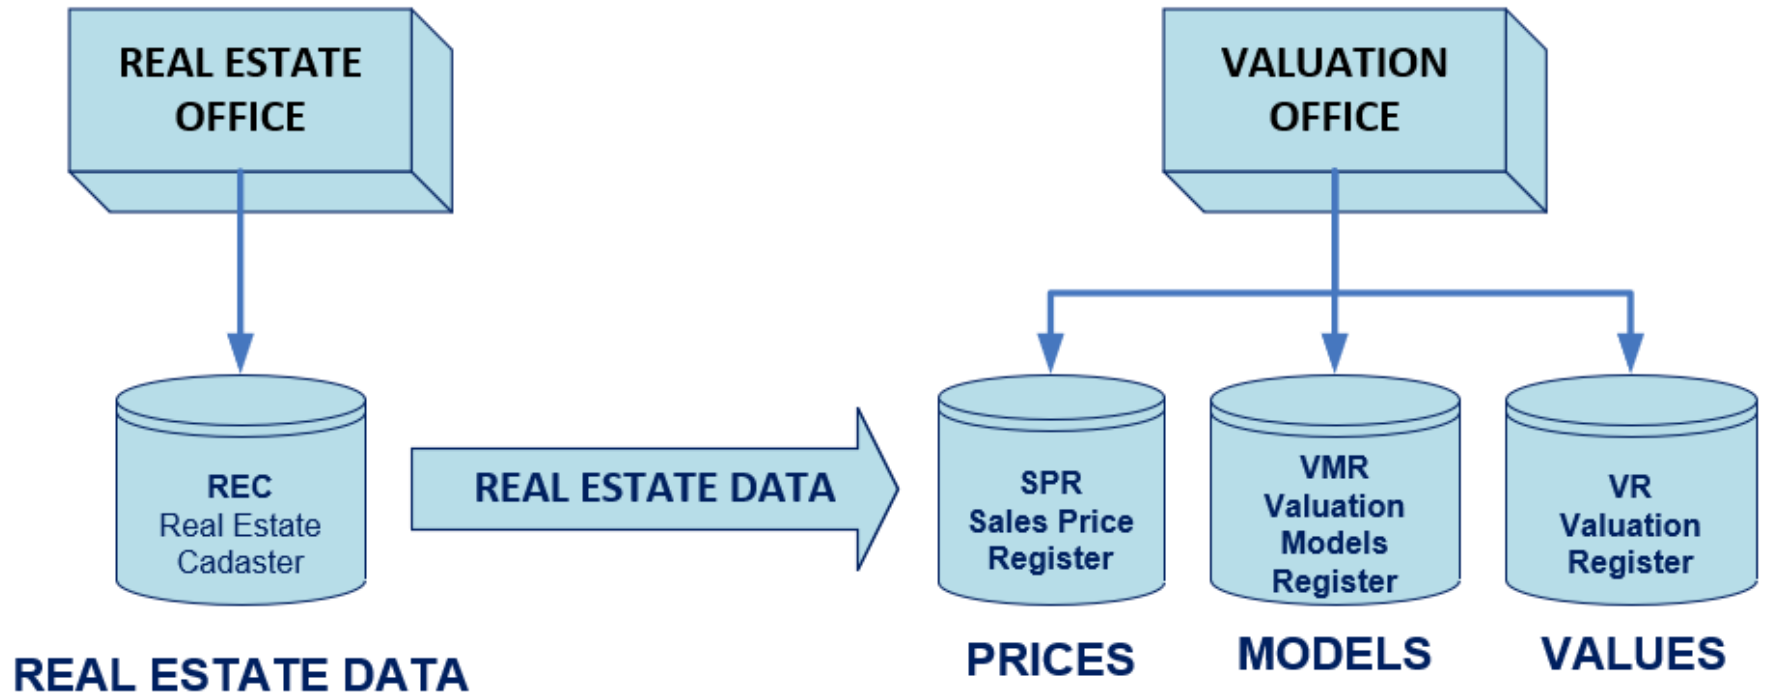 REAL ESTATE
OFFICE
VALUATION
OFFICE
REC
Real Estate
Cadaster
REAL ESTATE DATA
SPR
Sales Price
Register
VMR
Valuation
Models
Register
VR
Valuation
Register
REAL ESTATE DATA
PRICES
MODELS
VALUES